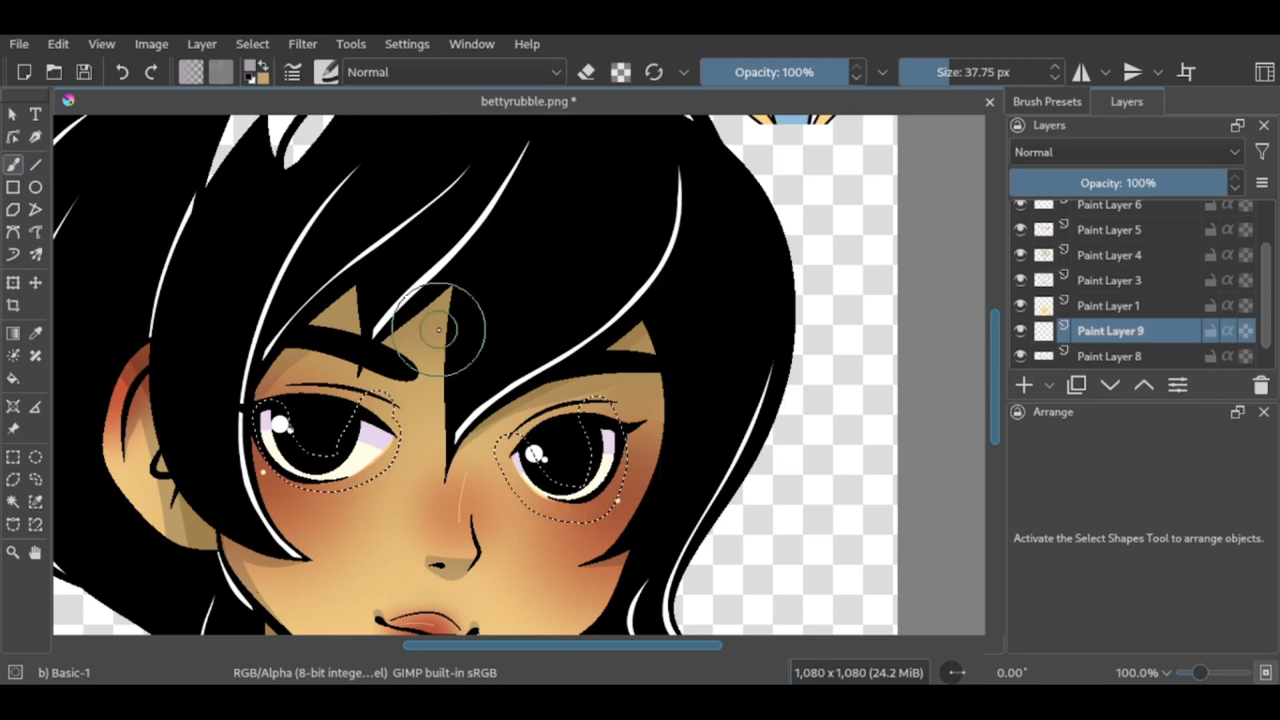 File Edit View Image Layer Select Filter Tools Settings Window Help
Normal Opacity: 100% Size: 37.75 px
bettyrubble.png *
Brush Presets Layers
Layers
Normal
Opacity: 100%
Paint Layer 6
Paint Layer 5
Paint Layer 4
Paint Layer 3
Paint Layer 1
Paint Layer 9
Paint Layer 8
Arrange
Activate the Select Shapes Tool to arrange objects.
b) Basic-1 RGB/Alpha (8-bit intege...el) GIMP built-in sRGB 1,080 x 1,080 (24.2 MiB) 0.00° 100.0%